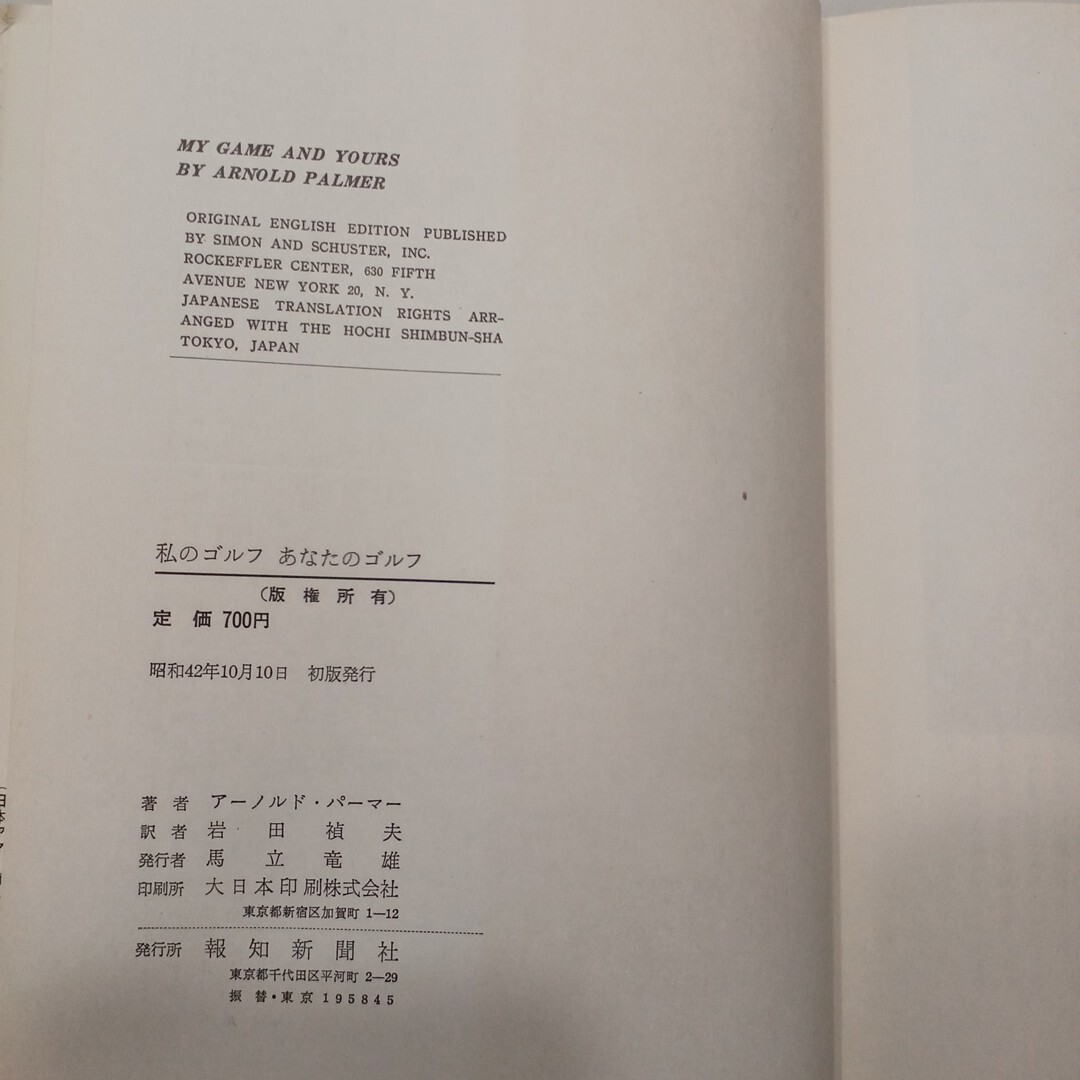 MY GAME AND YOURS
BY ARNOLD PALMER
ORIGINAL ENGLISH EDITION PUBLISHED
BY SIMON AND SCHUSTER, INC.
ROCKEFFLER CENTER, 630 FIFTH
AVENUE NEW YORK 20, N. Y.
JAPANESE TRANSLATION RIGHTS ARR-
ANGED WITH THE HOCHI SHIMBUN-SHA
TOKYO, JAPAN
私のゴルフ あなたのゴルフ
(版権所有)
定価 700円
昭和42年10月10日 初版発行
著者 アーノルド・パーマー
訳者 岩田禎夫
発行者 馬立竜雄
印刷所 大日本印刷株式会社
東京都新宿区加賀町 1—12
発行所 報知新聞社
東京都千代田区平河町 2—29
振替・東京 195845